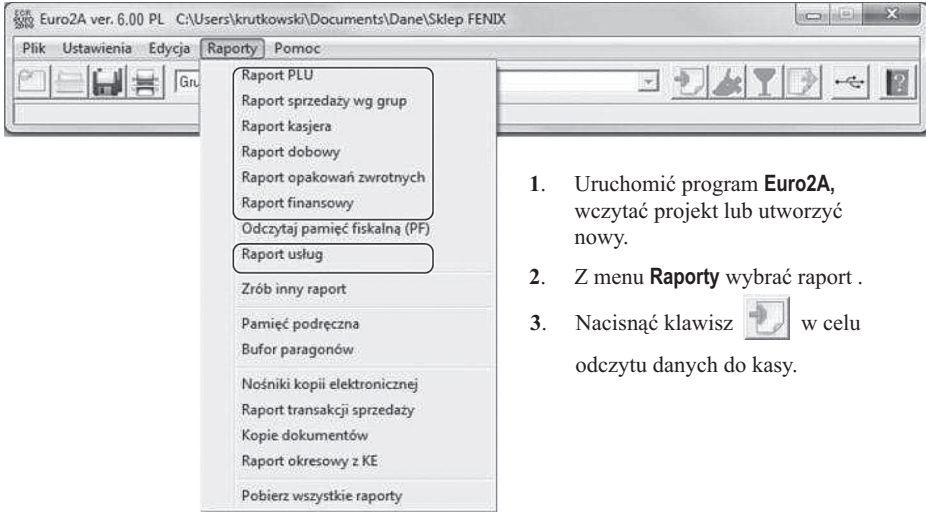 Euro2A ver. 6.00 PL C:\Users\krutkowski\Documents\Dane\Sklep FENIX
Plik Ustawienia Edycja Raporty Pomoc
Gru
Raport PLU
Raport sprzedaży wg grup
Raport kasjera
Raport dobowy
Raport opakowań zwrotnych
Raport finansowy
Odczytaj pamięć fiskalną (PF)
Raport usług
Zrób inny raport
Pamięć podręczna
Bufor paragonów
Nośniki kopii elektronicznej
Raport transakcji sprzedaży
Kopie dokumentów
Raport okresowy z KE
Pobierz wszystkie raporty
1. Uruchomić program Euro2A,
wczytać projekt lub utworzyć
nowy.
2. Z menu Raporty wybrać raport .
3. Nacisnąć klawisz w celu
odczytu danych do kasy.